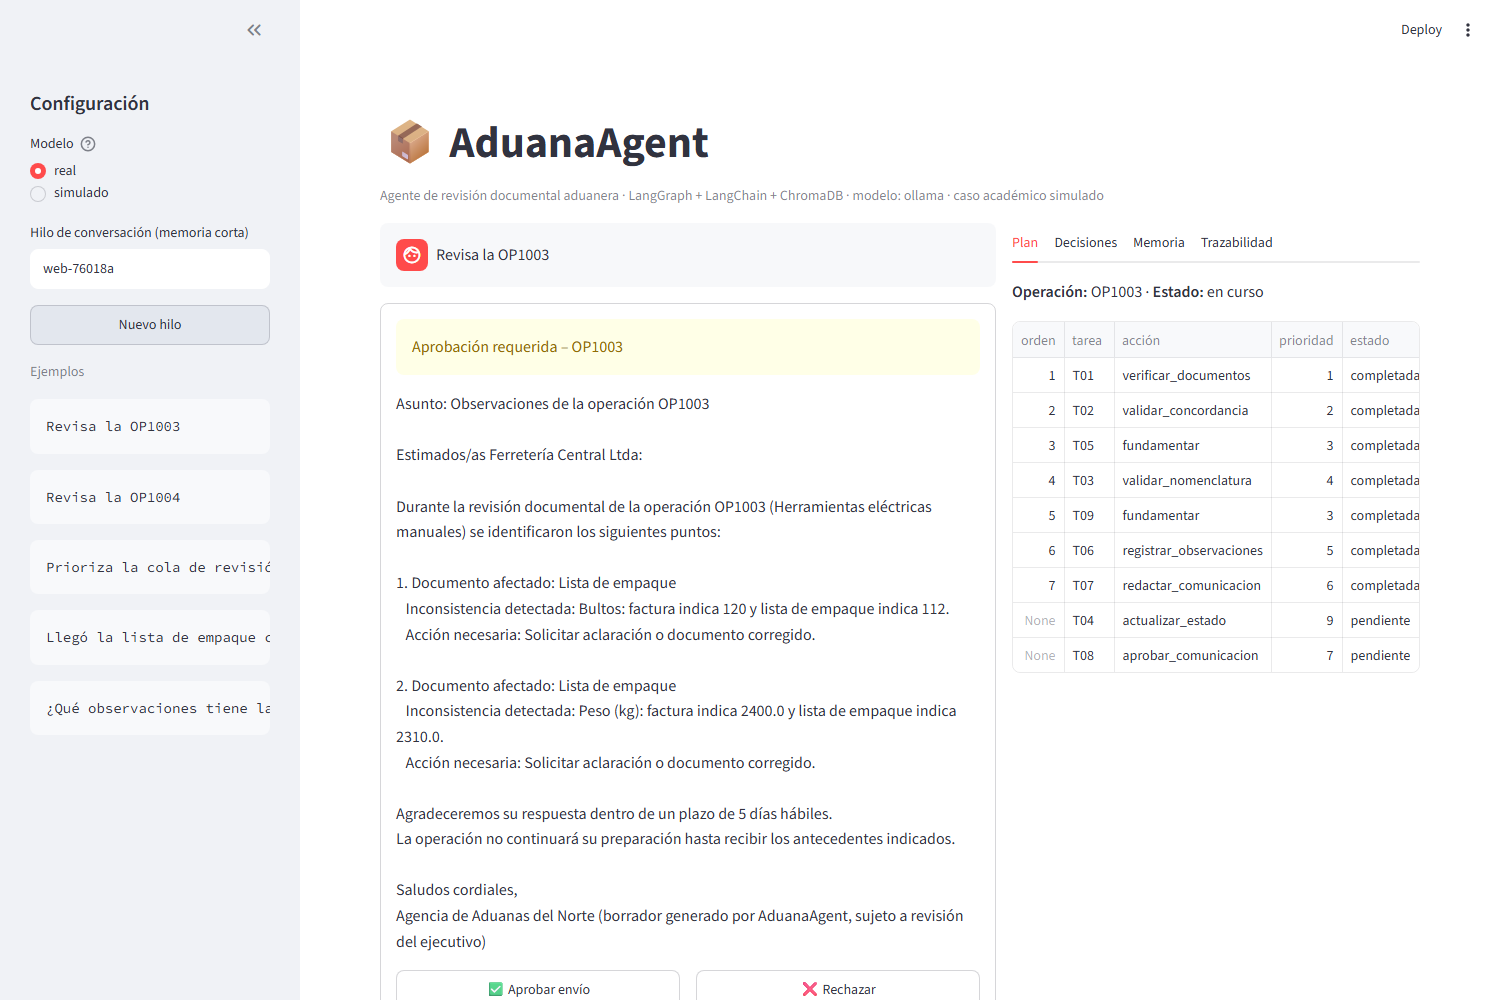 Configuración
Modelo
real
simulado
Hilo de conversación (memoria corta)
web-76018a
Nuevo hilo
Ejemplos
Revisa la OP1003
Revisa la OP1004
Prioriza la cola de revisió
Llegó la lista de empaque c
¿Qué observaciones tiene la
Deploy
AduanaAgent
Agente de revisión documental aduanera · LangGraph + LangChain + ChromaDB · modelo: ollama · caso académico simulado
Revisa la OP1003
Aprobación requerida – OP1003
Asunto: Observaciones de la operación OP1003
Estimados/as Ferretería Central Ltda:
Durante la revisión documental de la operación OP1003 (Herramientas eléctricas
manuales) se identificaron los siguientes puntos:
1. Documento afectado: Lista de empaque
Inconsistencia detectada: Bultos: factura indica 120 y lista de empaque indica 112.
Acción necesaria: Solicitar aclaración o documento corregido.
2. Documento afectado: Lista de empaque
Inconsistencia detectada: Peso (kg): factura indica 2400.0 y lista de empaque indica
2310.0.
Acción necesaria: Solicitar aclaración o documento corregido.
Agradeceremos su respuesta dentro de un plazo de 5 días hábiles.
La operación no continuará su preparación hasta recibir los antecedentes indicados.
Saludos cordiales,
Agencia de Aduanas del Norte (borrador generado por AduanaAgent, sujeto a revisión
del ejecutivo)
Aprobar envío Rechazar
Plan Decisiones Memoria Trazabilidad
Operación: OP1003 · Estado: en curso
orden tarea acción prioridad estado
1 T01 verificar_documentos 1 completada
2 T02 validar_concordancia 2 completada
3 T05 fundamentar 3 completada
4 T03 validar_nomenclatura 4 completada
5 T09 fundamentar 3 completada
6 T06 registrar_observaciones 5 completada
7 T07 redactar_comunicacion 6 completada
None T04 actualizar_estado 9 pendiente
None T08 aprobar_comunicacion 7 pendiente